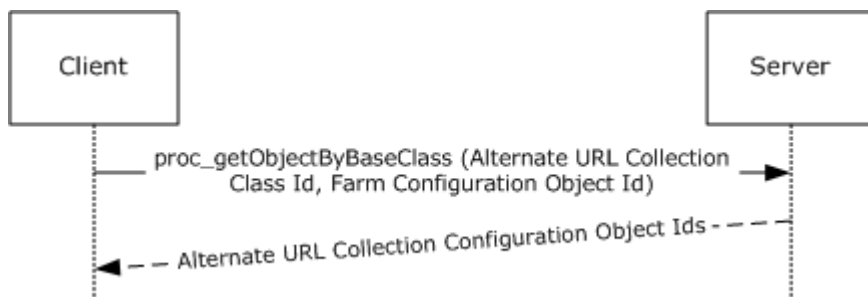 Client
Server
proc_getObjectByBaseClass (Alternate URL Collection
Class Id, Farm Configuration Object Id)
Alternate URL Collection Configuration Object Ids